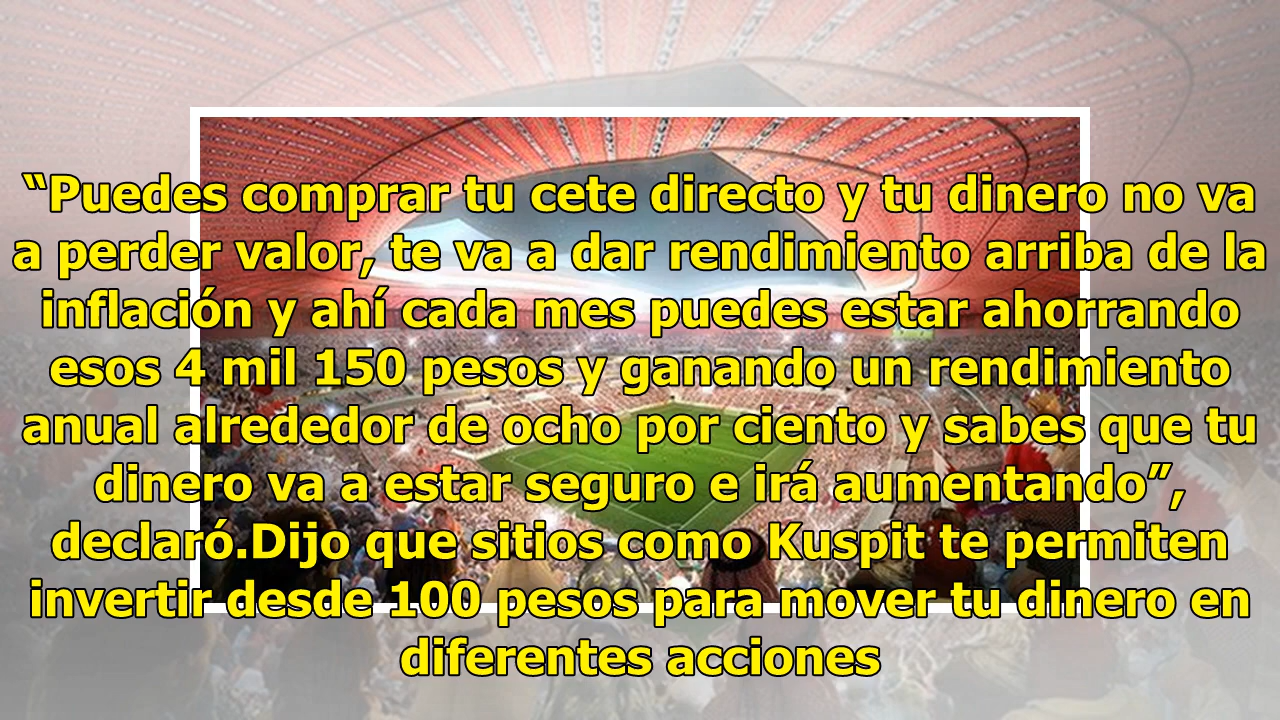 “Puedes comprar tu cete directo y tu dinero no va
a perder valor, te va a dar rendimiento arriba de la
inflación y ahí cada mes puedes estar ahorrando
esos 4 mil 150 pesos y ganando un rendimiento
anual alrededor de ocho por ciento y sabes que tu
dinero va a estar seguro e irá aumentando”,
declaró.Dijo que sitios como Kuspit te permiten
invertir desde 100 pesos para mover tu dinero en
diferentes acciones